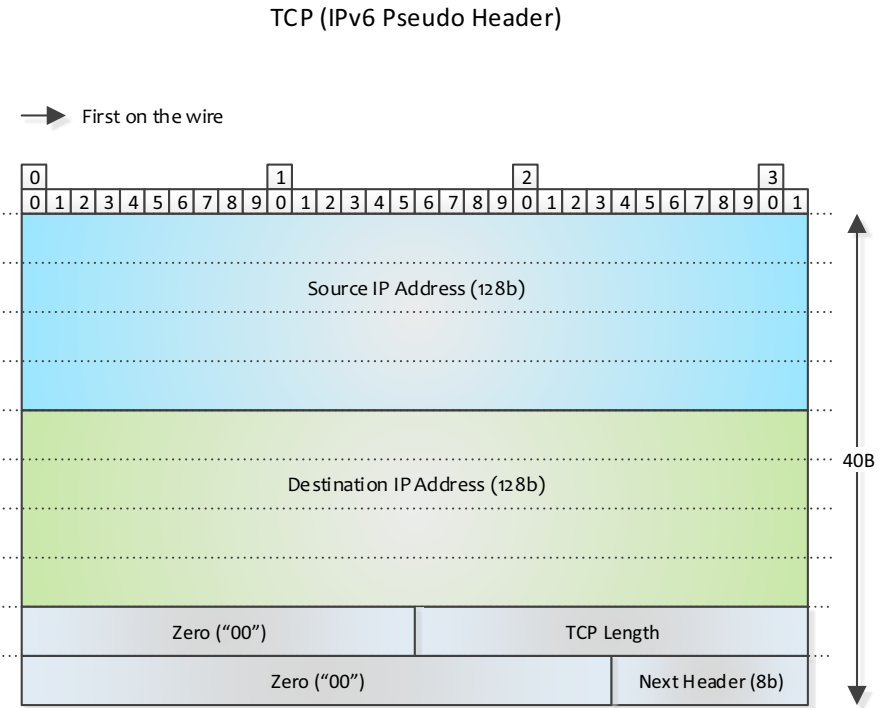 TCP (IPv6 Pseudo Header)
First on the wire
0 1 2 3
0 1 2 3 4 5 6 7 8 9 0 1 2 3 4 5 6 7 8 9 0 1 2 3 4 5 6 7 8 9 0 1
Source IP Address (128b)
40B
Destination IP Address (128b)
Zero (“00”) TCP Length
Zero (“00”) Next Header (8b)